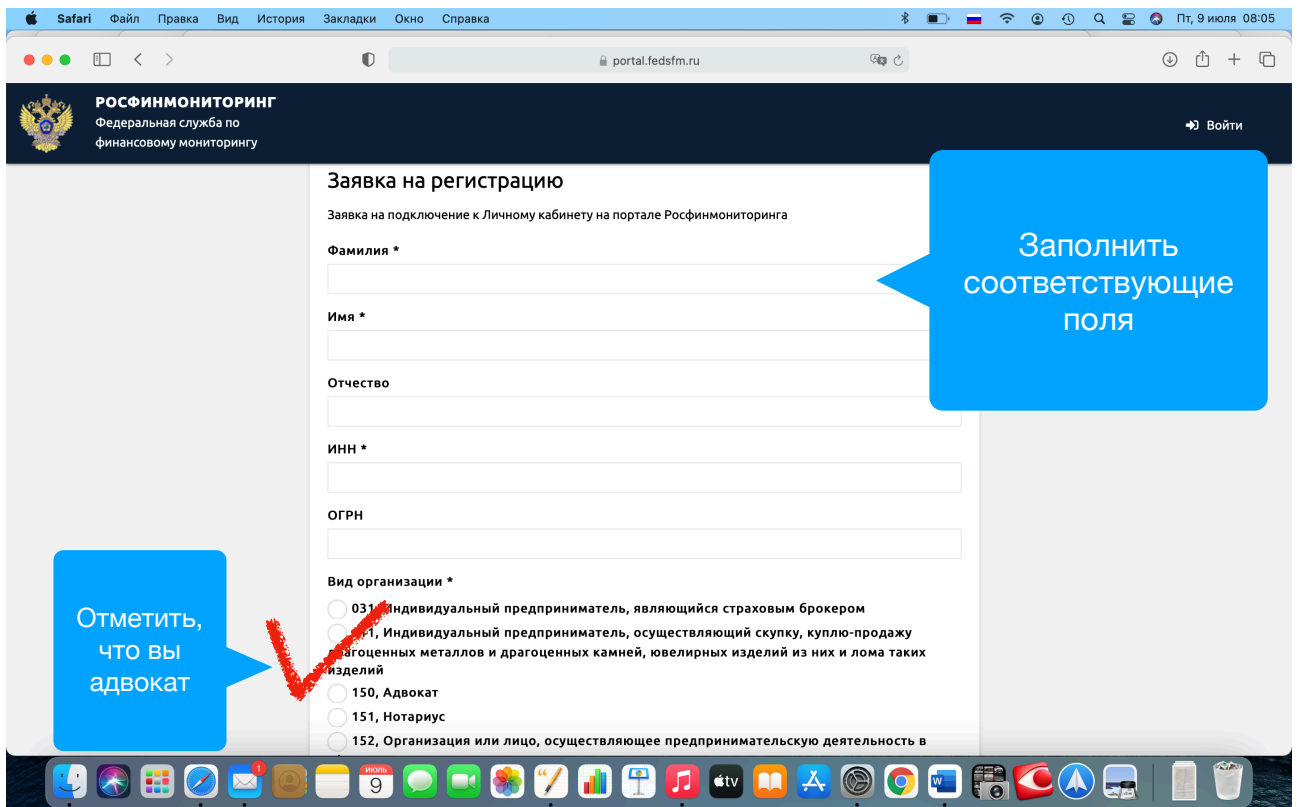 Safari Файл Правка Вид История Закладки Окно Справка Пт, 9 июля 08:05
portal.fedsfm.ru
РОСФИНМОНИТОРИНГ
Федеральная служба по
финансовому мониторингу
Войти
Заявка на регистрацию
Заявка на подключение к Личному кабинету на портале Росфинмониторинга
Фамилия *
Имя *
Отчество
ИНН *
ОГРН
Вид организации *
031, Индивидуальный предприниматель, являющийся страховым брокером
, Индивидуальный предприниматель, осуществляющий скупку, куплю-продажу
драгоценных металлов и драгоценных камней, ювелирных изделий из них и лома таких
изделий
150, Адвокат
151, Нотариус
152, Организация или лицо, осуществляющее предпринимательскую деятельность в
Заполнить
соответствующие
поля
Отметить,
что вы
адвокат
1
ИЮЛЬ
9
tv
W